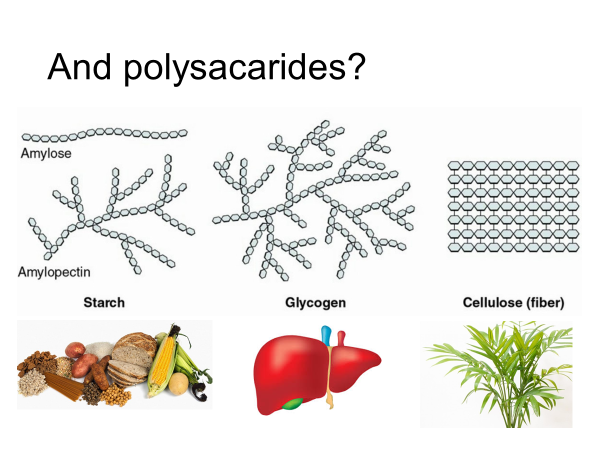 And polysacarides?
Amylose
Amylopectin
Starch
Glycogen
Cellulose (fiber)